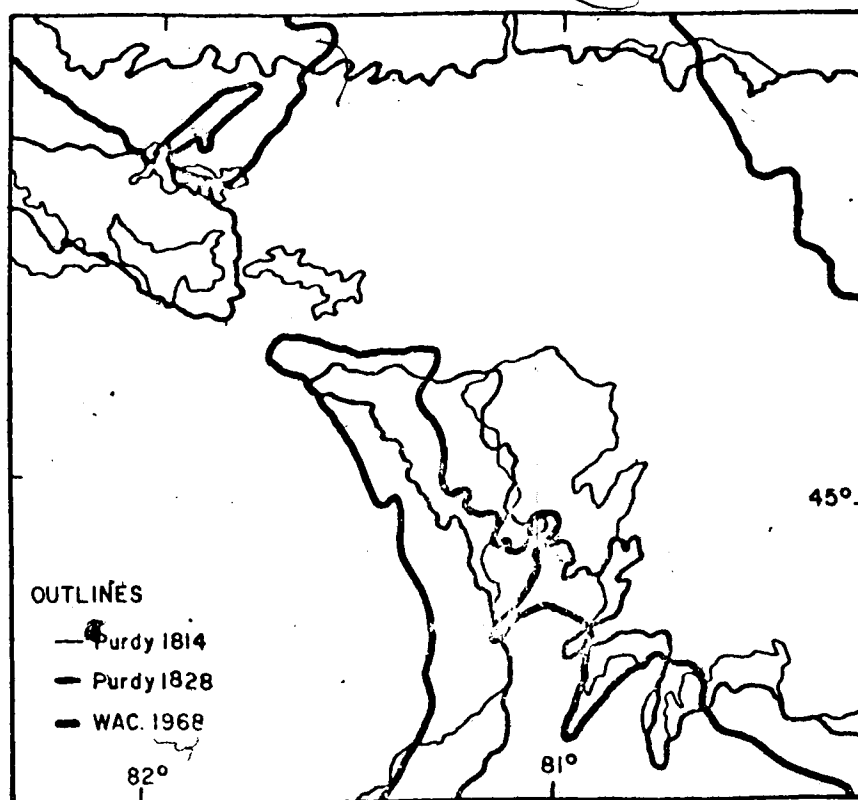 45°
OUTLINES
Purdy 1814
Purdy 1828
WAC. 1968
82°
81°